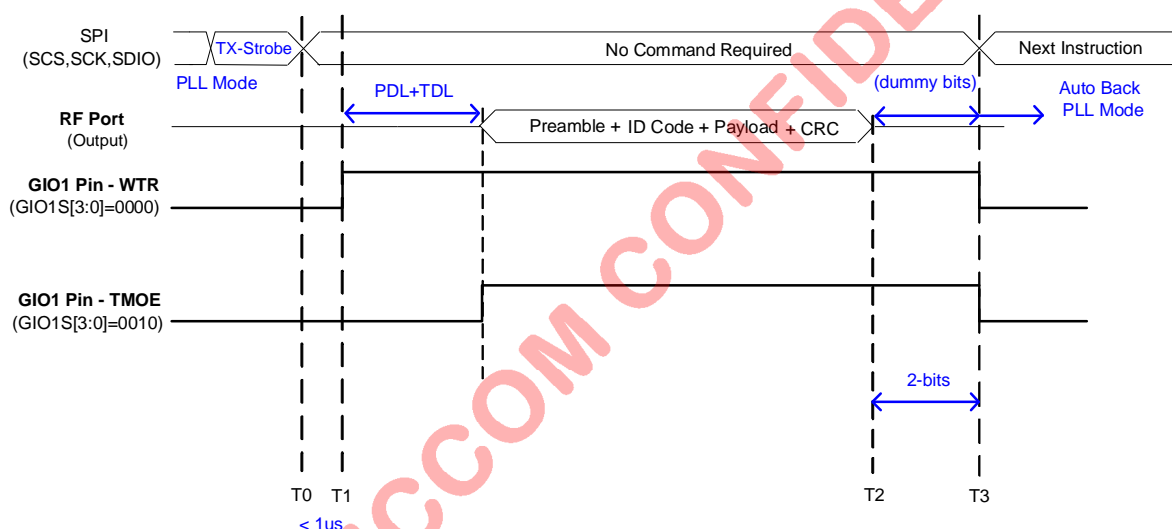 SPI
(SCS,SCK,SDIO)
TX-Strobe
No Command Required
Next Instruction
PLL Mode
PDL+TDL
(dummy bits)
Auto Back
PLL Mode
RF Port
(Output)
Preamble + ID Code + Payload + CRC
GIO1 Pin - WTR
(GIO1S[3:0]=0000)
GIO1 Pin - TMOE
(GIO1S[3:0]=0010)
2-bits
T0 T1 T2 T3
< 1us
CCOM CONFIDE